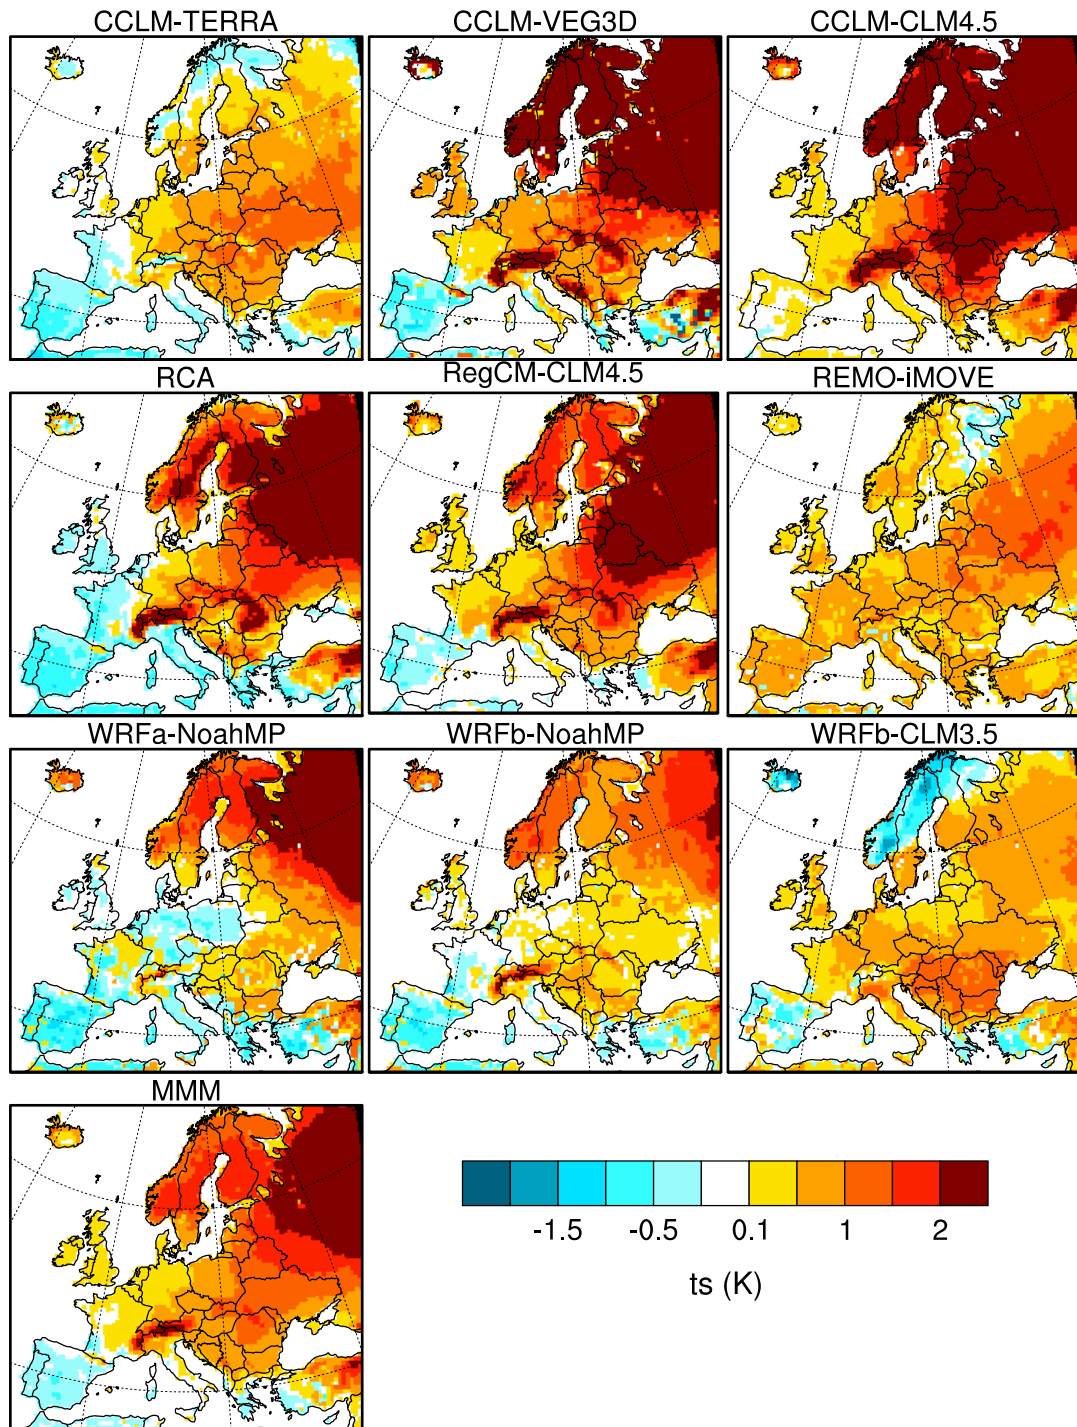 CCLM-TERRA CCLM-VEG3D CCLM-CLM4.5
RCA RegCM-CLM4.5 REMO-iMOVE
WRFa-NoahMP WRFb-NoahMP WRFb-CLM3.5
MMM
-1.5 -0.5 0.1 1 2
ts (K)